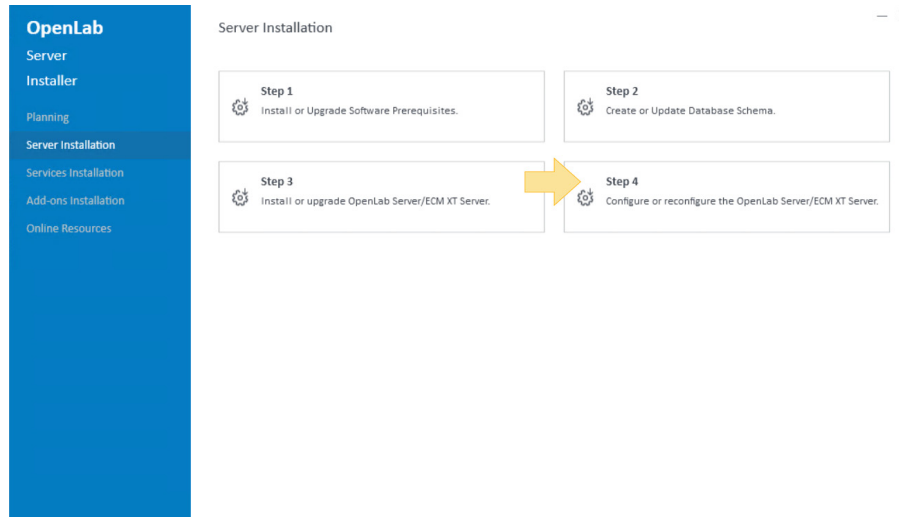 OpenLab
Server
Installer
Planning
Server Installation
Services Installation
Add-ons Installation
Online Resources
Server Installation
Step 1
Install or Upgrade Software Prerequisites.
Step 2
Create or Update Database Schema.
Step 3
Install or upgrade OpenLab Server/ECM XT Server.
Step 4
Configure or reconfigure the OpenLab Server/ECM XT Server.